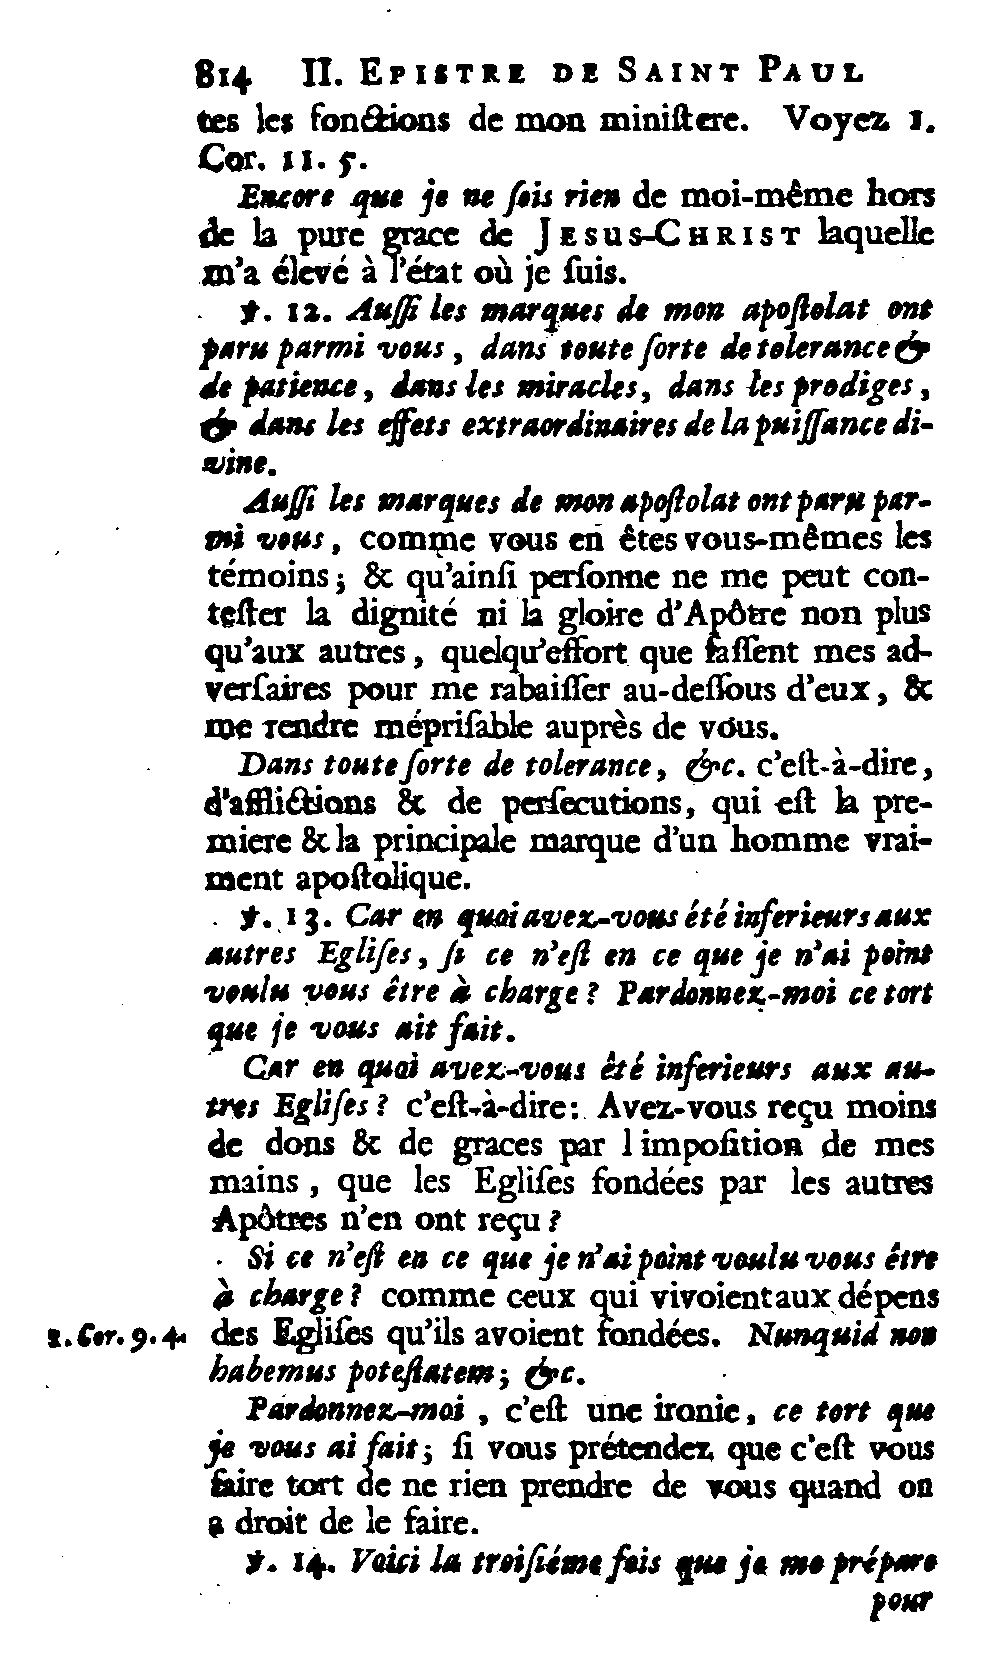 814 II. EPISTRE DE SAINT PAUL
tes les fonctions de mon miniſtere. Voyez 1.
Cor. 11. 5.
Encore que je ne ſois rien de moi-même hors
de la pure grace de JESUS-CHRIST laquelle
m'a élevé à l'état où je ſuis.
℣. 12. Auſſi les marques de mon apoſtolat ont
paru parmi vous, dans toute ſorte de tolerance &
de patience, dans les miracles, dans les prodiges,
& dans les effets extraordinaires de la puiſſance di-
vine.
Auſſi les marques de mon apoſtolat ont paru par-
mi vous, comme vous en êtes vous-mêmes les
témoins; & qu'ainſi perſonne ne me peut con-
teſter la dignité ni la gloire d'Apôtre non plus
qu'aux autres, quelqu'effort que faſſent mes ad-
verſaires pour me rabaiſſer au-deſſous d'eux, &
me rendre mépriſable auprès de vous.
Dans toute ſorte de tolerance, &c. c'eſt-à-dire,
d'afflictions & de perſecutions, qui eſt la pre-
miere & la principale marque d'un homme vrai-
ment apoſtolique.
℣. 13. Car en quoi avez-vous été inferieurs aux
autres Egliſes, ſi ce n'eſt en ce que je n'ai point
voulu vous être à charge? Pardonnez-moi ce tort
que je vous ait fait.
Car en quoi avez-vous été inferieurs aux au-
tres Egliſes? c'eſt-à-dire: Avez-vous reçu moins
de dons & de graces par l impoſition de mes
mains, que les Egliſes fondées par les autres
Apôtres n'en ont reçu?
Si ce n'eſt en ce que je n'ai point voulu vous être
à charge? comme ceux qui vivoient aux dépens
1. Cor. 9. 4. des Egliſes qu'ils avoient fondées. Nunquid non
habemus poteſtatem; &c.
Pardonnez-moi, c'eſt une ironie, ce tort que
je vous ai fait; ſi vous prétendez que c'eſt vous
faire tort de ne rien prendre de vous quand on
a droit de le faire.
℣. 14. Voici la troiſiéme fois que je me prépare
pour